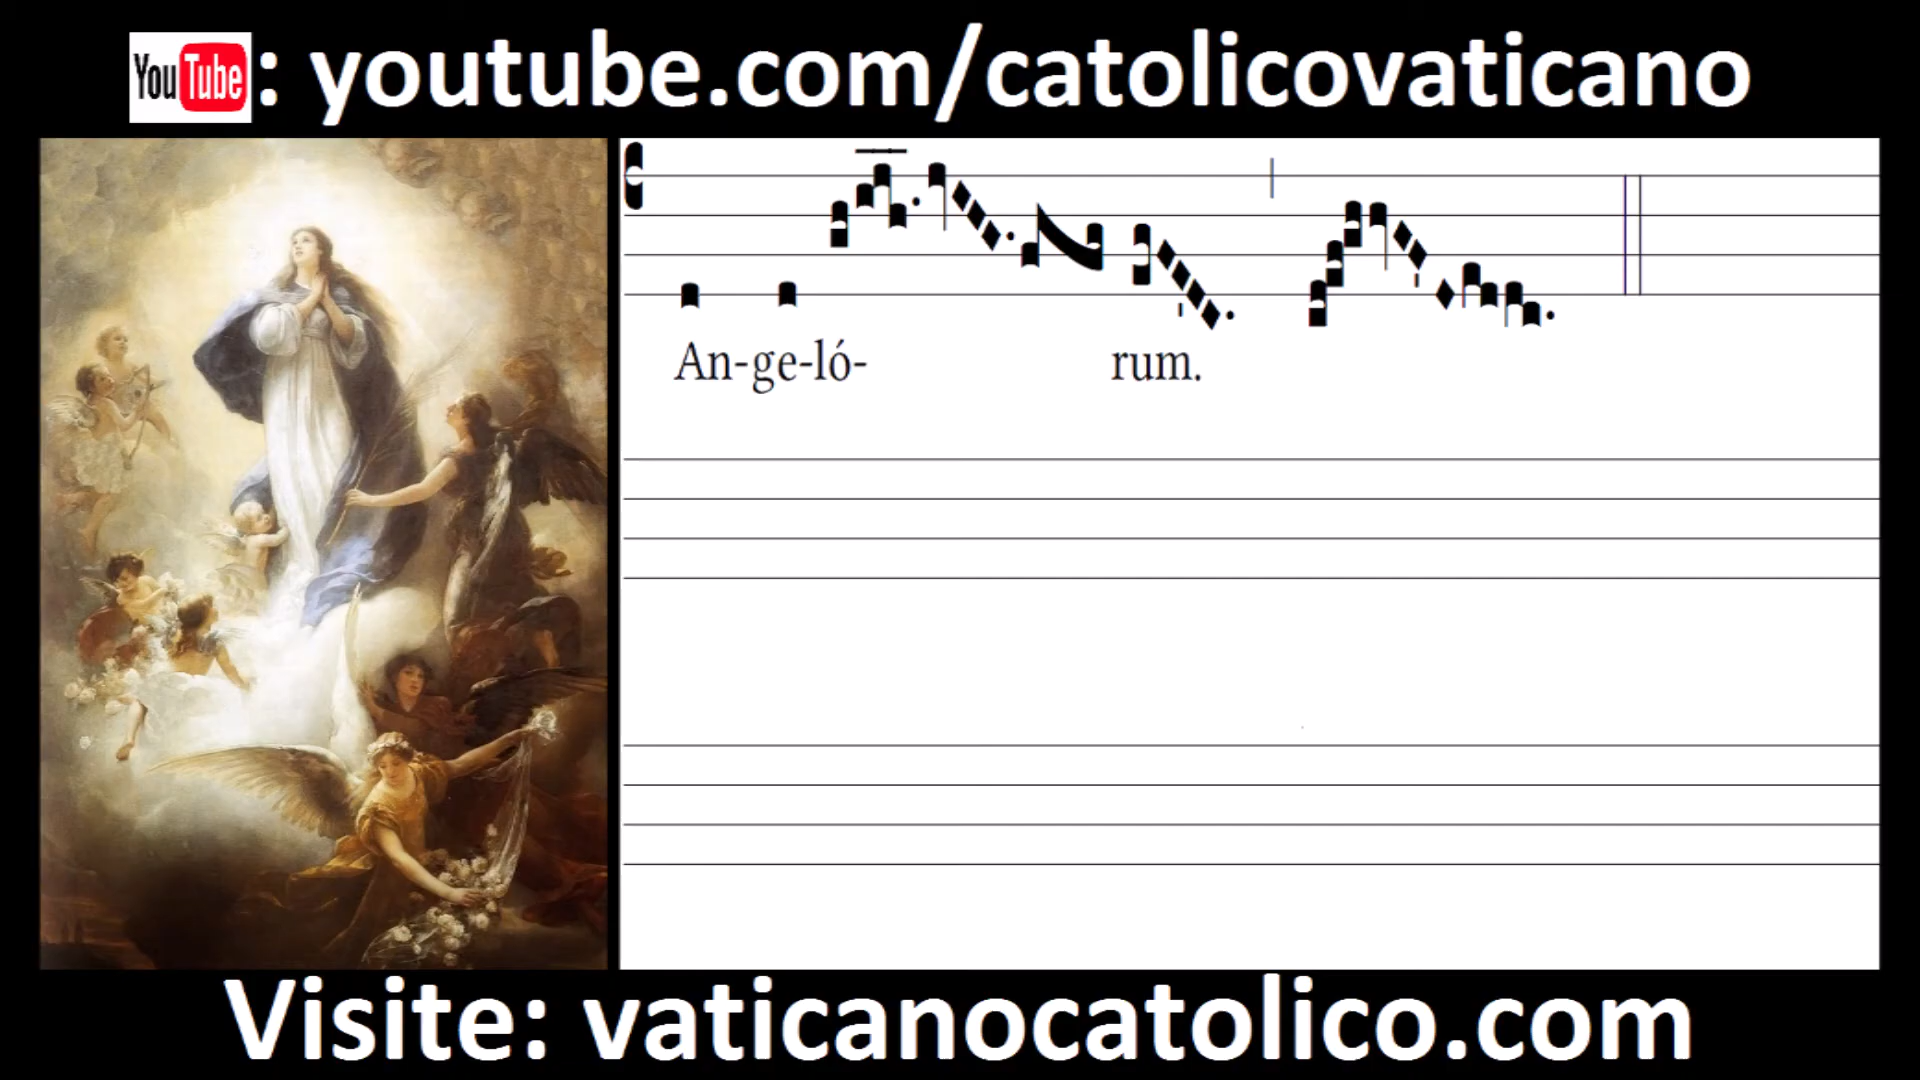 YouTube : youtube.com/catolicovaticano
An-ge-ló- rum.
Visite: vaticanocatolico.com